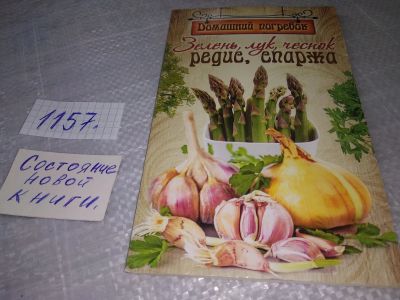 Домашний погребок
Зелень, лук, чеснок
редис, спаржа
1157.
Состояние
новой
книги.